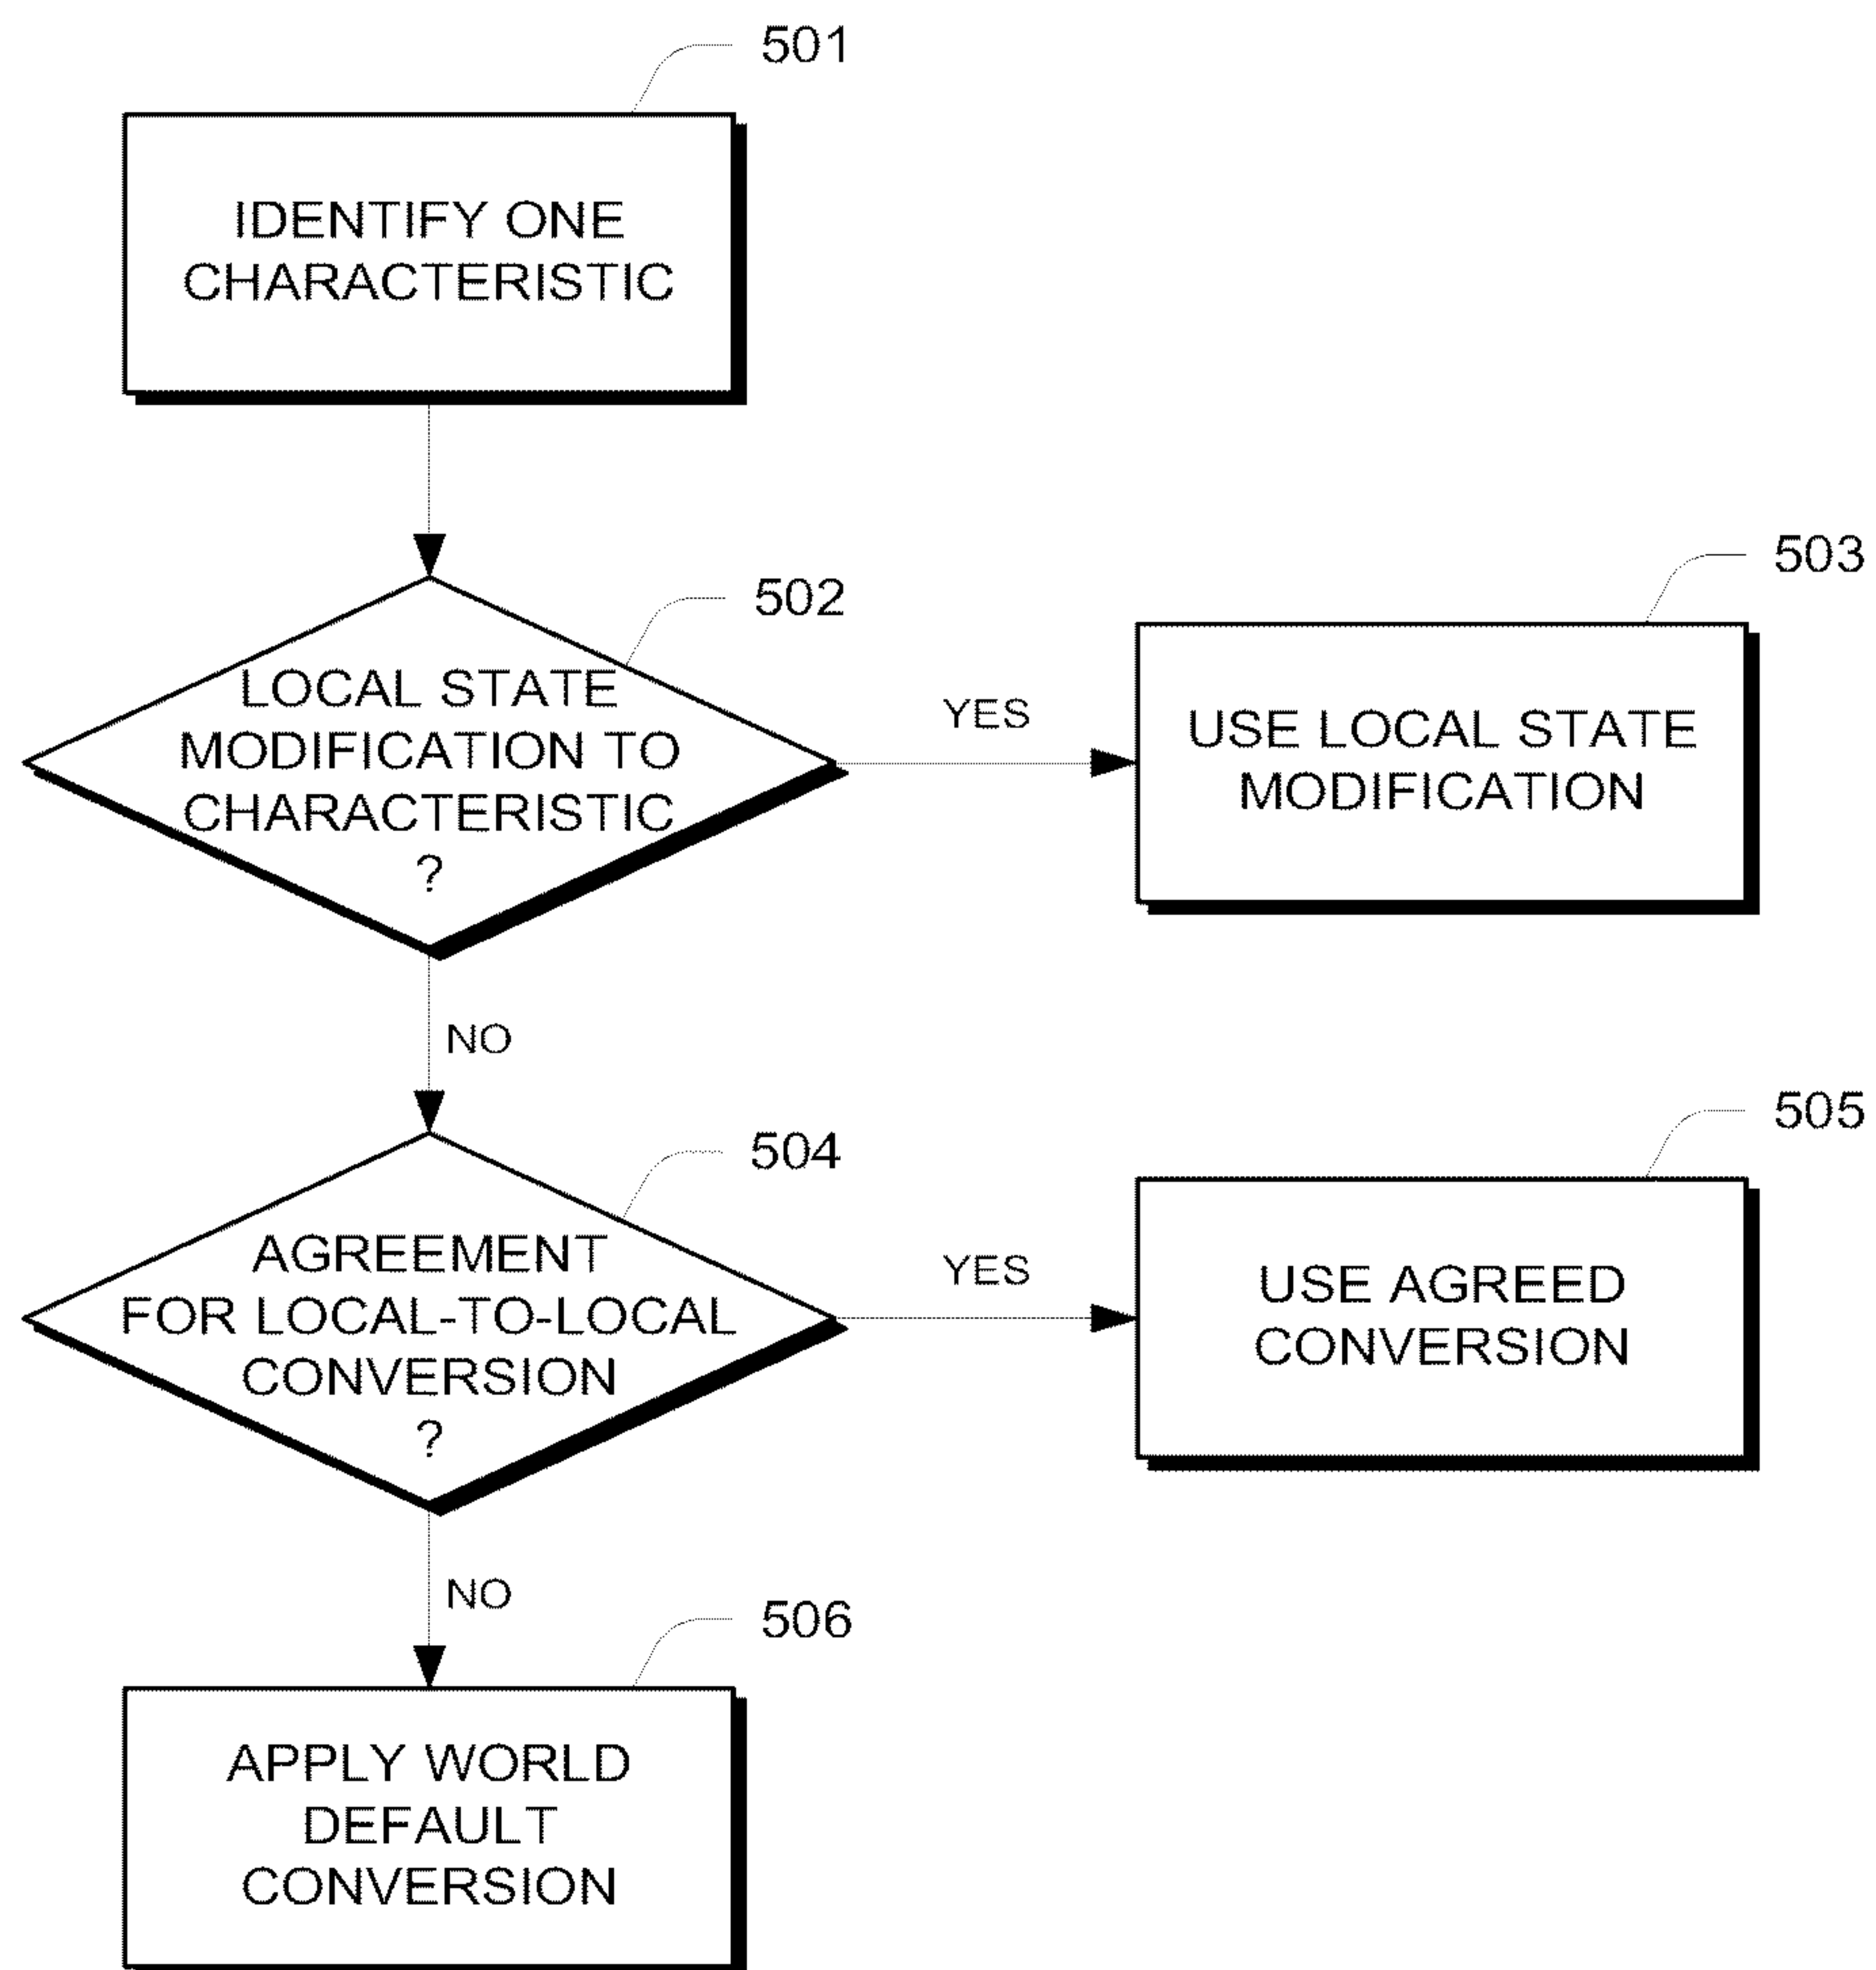 501
IDENTIFY ONE
CHARACTERISTIC
502
LOCAL STATE
MODIFICATION TO
CHARACTERISTIC
?
YES
503
USE LOCAL STATE
MODIFICATION
NO
504
AGREEMENT
FOR LOCAL-TO-LOCAL
CONVERSION
?
YES
505
USE AGREED
CONVERSION
NO
506
APPLY WORLD
DEFAULT
CONVERSION